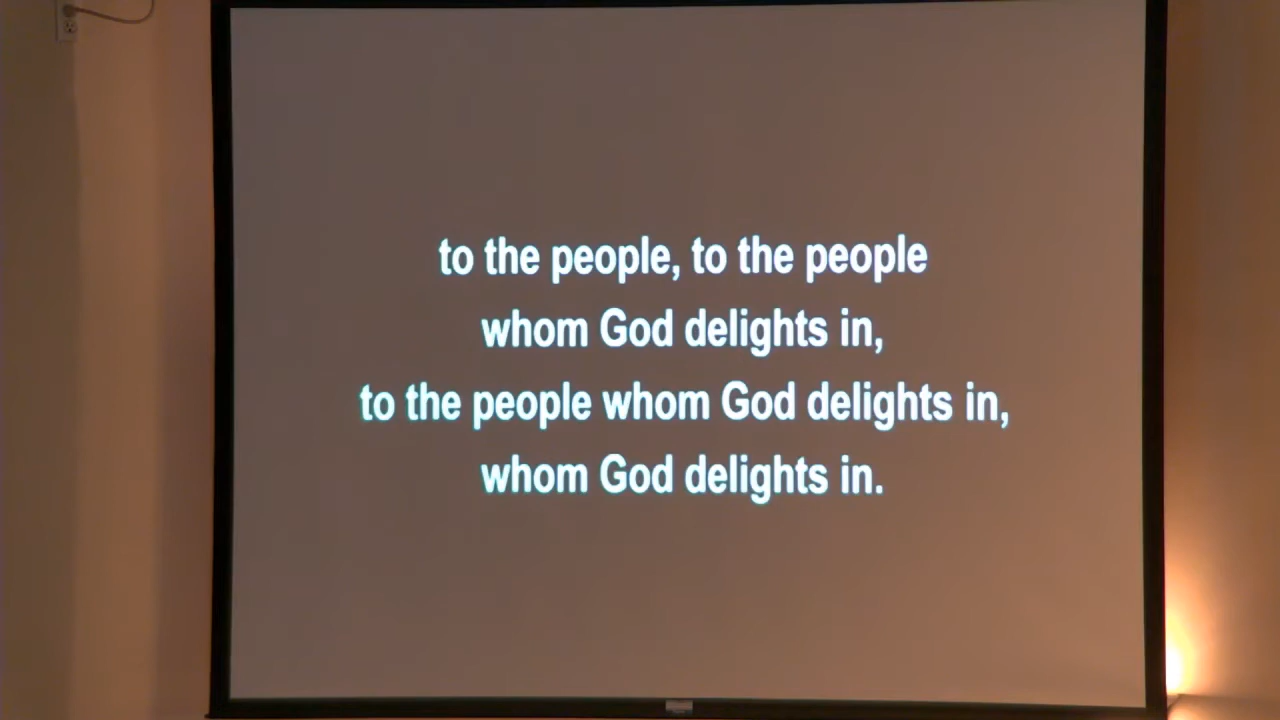 to the people, to the people
whom God delights in,
to the people whom God delights in,
whom God delights in.